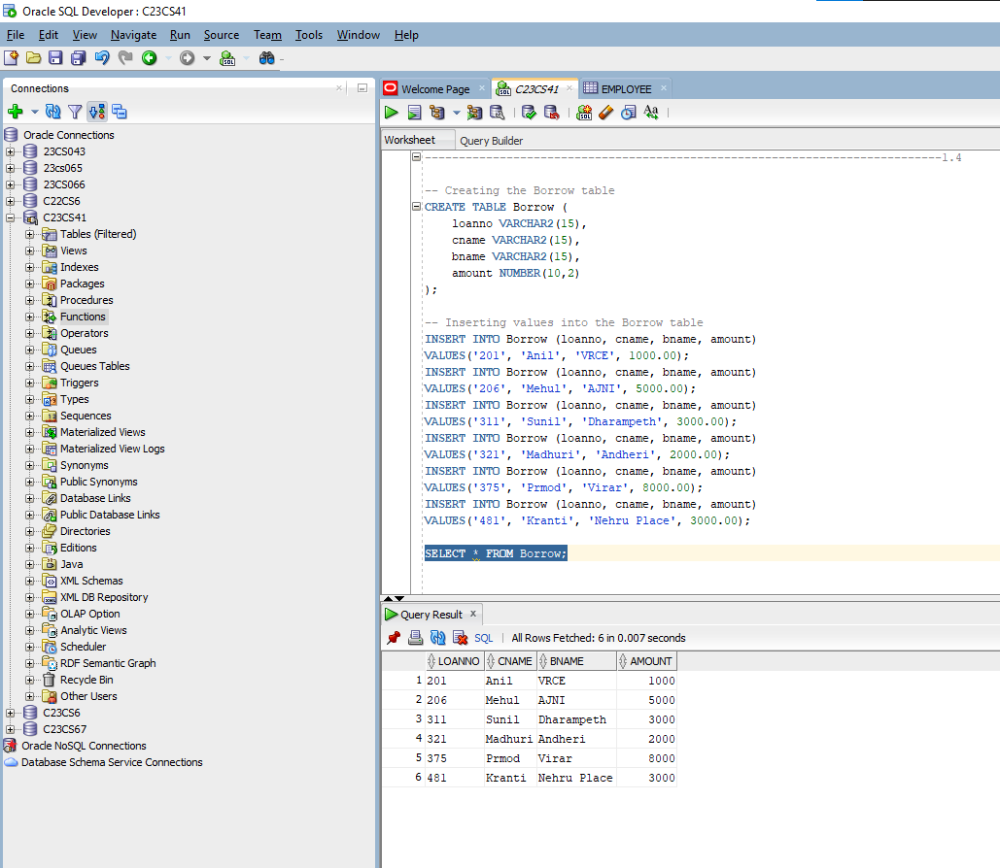 Oracle SQL Developer : C23CS41
File Edit View Navigate Run Source Team Tools Window Help
Connections
Oracle Connections
23CS043
23cs065
23CS066
C22CS6
C23CS41
Tables (Filtered)
Views
Indexes
Packages
Procedures
Functions
Operators
Queues
Queues Tables
Triggers
Types
Sequences
Materialized Views
Materialized View Logs
Synonyms
Public Synonyms
Database Links
Public Database Links
Directories
Editions
Java
XML Schemas
XML DB Repository
OLAP Option
Analytic Views
Scheduler
RDF Semantic Graph
Recycle Bin
Other Users
C23CS6
C23CS67
Oracle NoSQL Connections
Database Schema Service Connections
Welcome Page C23CS41 EMPLOYEE
Worksheet Query Builder
----------------------------------------------------------------------------1.4
-- Creating the Borrow table
CREATE TABLE Borrow (
loanno VARCHAR2(15),
cname VARCHAR2(15),
bname VARCHAR2(15),
amount NUMBER(10,2)
);
-- Inserting values into the Borrow table
INSERT INTO Borrow (loanno, cname, bname, amount)
VALUES('201', 'Anil', 'VRCE', 1000.00);
INSERT INTO Borrow (loanno, cname, bname, amount)
VALUES('206', 'Mehul', 'AJNI', 5000.00);
INSERT INTO Borrow (loanno, cname, bname, amount)
VALUES('311', 'Sunil', 'Dharampeth', 3000.00);
INSERT INTO Borrow (loanno, cname, bname, amount)
VALUES('321', 'Madhuri', 'Andheri', 2000.00);
INSERT INTO Borrow (loanno, cname, bname, amount)
VALUES('375', 'Prmod', 'Virar', 8000.00);
INSERT INTO Borrow (loanno, cname, bname, amount)
VALUES('481', 'Kranti', 'Nehru Place', 3000.00);
SELECT * FROM Borrow;
Query Result
SQL | All Rows Fetched: 6 in 0.007 seconds
LOANNO CNAME BNAME AMOUNT
1 201 Anil VRCE 1000
2 206 Mehul AJNI 5000
3 311 Sunil Dharampeth 3000
4 321 Madhuri Andheri 2000
5 375 Prmod Virar 8000
6 481 Kranti Nehru Place 3000